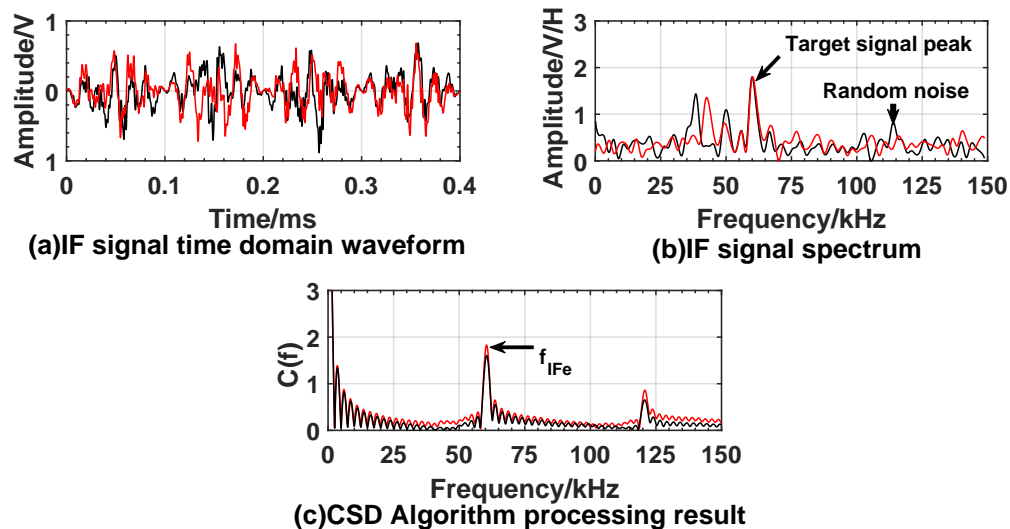 1
0
1
Amplitude/V
0
0.1
0.2
0.3
0.4
Time/ms
(a)IF signal time domain waveform
3
2
1
0
Amplitude/V/H
Target signal peak
Random noise
0
25
50
75
100
125
150
Frequency/kHz
(b)IF signal spectrum
3
2
1
0
C(f)
f_IFe
0
25
50
75
100
125
150
Frequency/kHz
(c)CSD Algorithm processing result